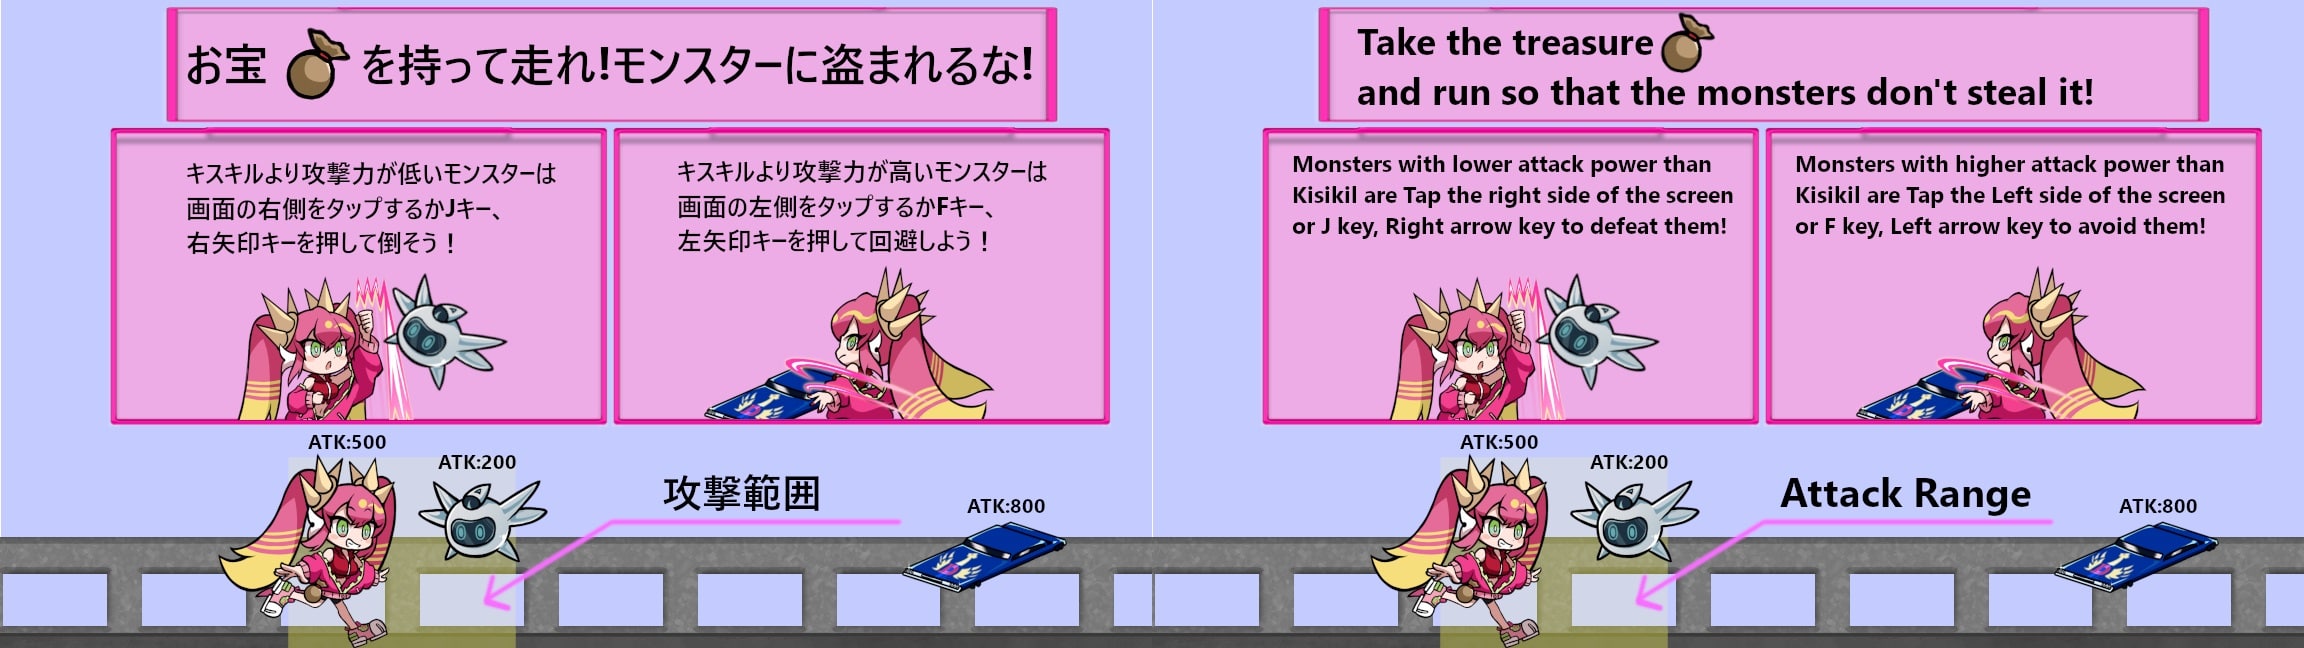 お宝 を持って走れ!モンスターに盗まれるな!
キスキルより攻撃力が低いモンスターは
画面の右側をタップするかJキー、
右矢印キーを押して倒そう！
キスキルより攻撃力が高いモンスターは
画面の左側をタップするかFキー、
左矢印キーを押して回避しよう！
ATK:500
ATK:200
攻撃範囲
ATK:800
Take the treasure
and run so that the monsters don't steal it!
Monsters with lower attack power than
Kisikil are Tap the right side of the screen
or J key, Right arrow key to defeat them!
Monsters with higher attack power than
Kisikil are Tap the Left side of the screen
or F key, Left arrow key to avoid them!
ATK:500
ATK:200
Attack Range
ATK:800